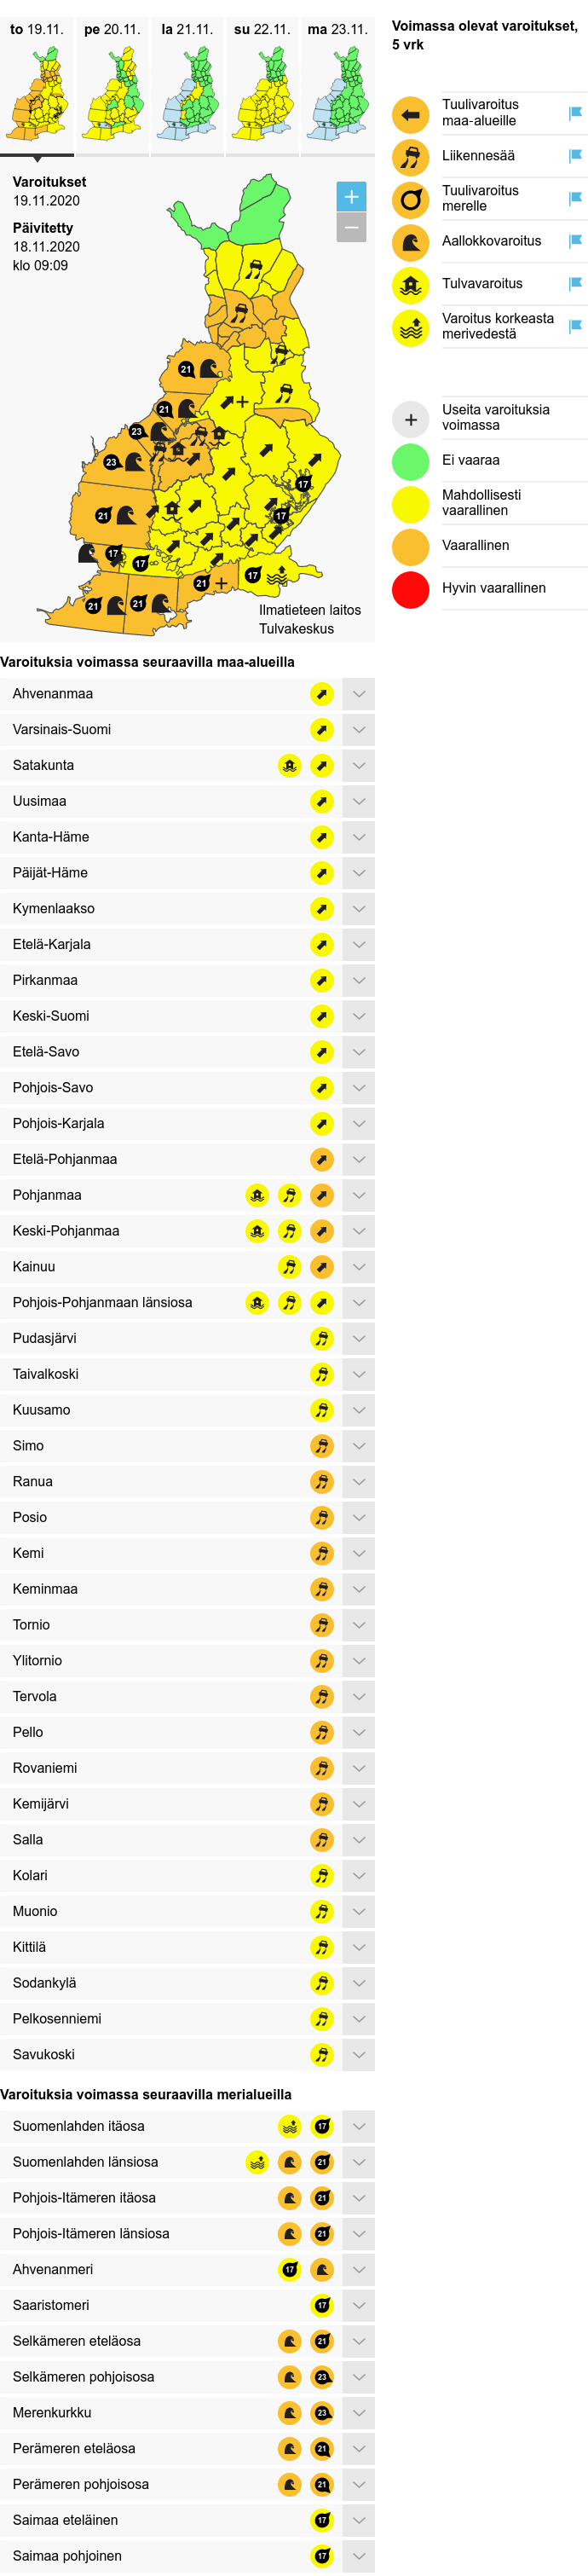 to 19.11.
pe 20.11.
la 21.11.
su 22.11.
ma 23.11.
Varoitukset
19.11.2020
Päivitetty
18.11.2020
klo 09:09
+
−
21
21
23
23
+
17
21
17
17
17
21
+
17
21
21
Ilmatieteen laitos
Tulvakeskus
Voimassa olevat varoitukset,
5 vrk
Tuulivaroitus
maa-alueille
Liikennesää
Tuulivaroitus
merelle
Aallokkovaroitus
Tulvavaroitus
Varoitus korkeasta
merivedestä
+
Useita varoituksia
voimassa
Ei vaaraa
Mahdollisesti
vaarallinen
Vaarallinen
Hyvin vaarallinen
Varoituksia voimassa seuraavilla maa-alueilla
Ahvenanmaa
Varsinais-Suomi
Satakunta
Uusimaa
Kanta-Häme
Päijät-Häme
Kymenlaakso
Etelä-Karjala
Pirkanmaa
Keski-Suomi
Etelä-Savo
Pohjois-Savo
Pohjois-Karjala
Etelä-Pohjanmaa
Pohjanmaa
Keski-Pohjanmaa
Kainuu
Pohjois-Pohjanmaan länsiosa
Pudasjärvi
Taivalkoski
Kuusamo
Simo
Ranua
Posio
Kemi
Keminmaa
Tornio
Ylitornio
Tervola
Pello
Rovaniemi
Kemijärvi
Salla
Kolari
Muonio
Kittilä
Sodankylä
Pelkosenniemi
Savukoski
Varoituksia voimassa seuraavilla merialueilla
Suomenlahden itäosa 17
Suomenlahden länsiosa 21
Pohjois-Itämeren itäosa 21
Pohjois-Itämeren länsiosa 21
Ahvenanmeri 17
Saaristomeri 17
Selkämeren eteläosa 21
Selkämeren pohjoisosa 23
Merenkurkku 23
Perämeren eteläosa 21
Perämeren pohjoisosa 21
Saimaa eteläinen 17
Saimaa pohjoinen 17